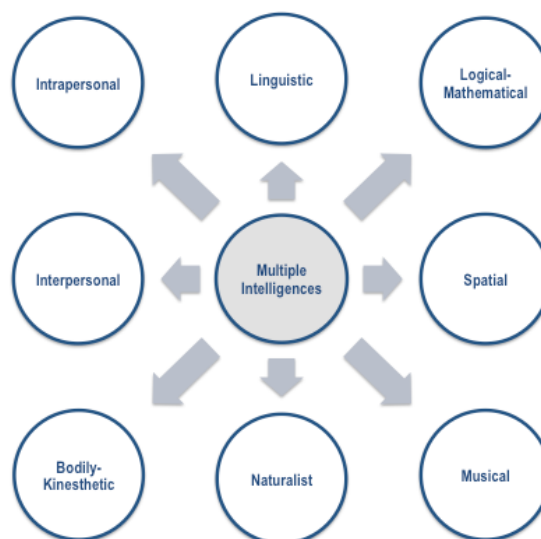 Intrapersonal
Linguistic
Logical-
Mathematical
Interpersonal
Multiple
Intelligences
Spatial
Bodily-
Kinesthetic
Naturalist
Musical